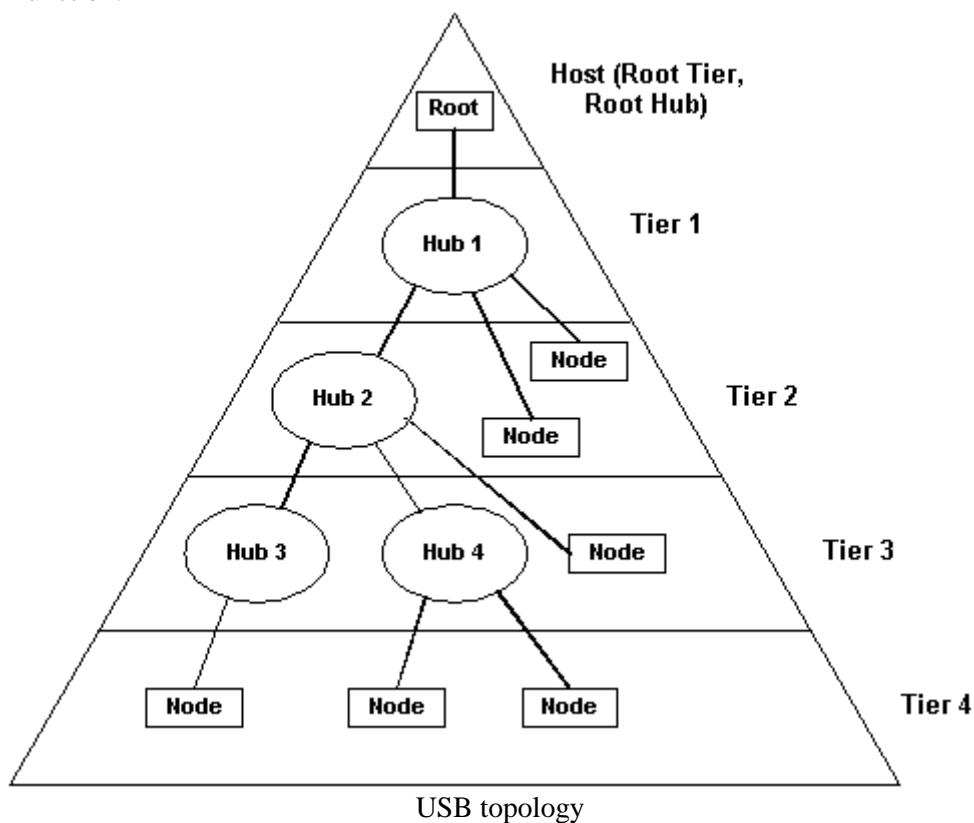 Host (Root Tier,
Root Hub)
Root
Tier 1
Hub 1
Node
Tier 2
Hub 2
Node
Hub 3
Hub 4
Node
Tier 3
Node
Node
Node
Tier 4
USB topology